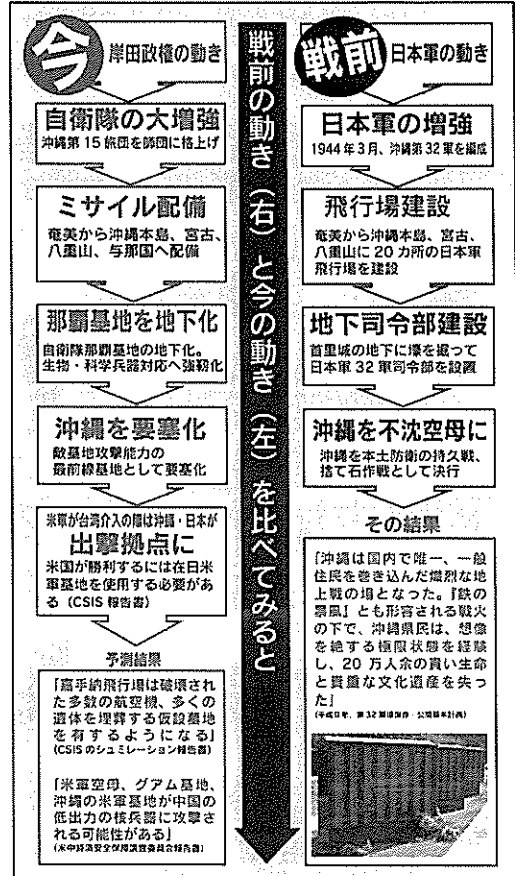 戦前の動き（右）と今の動き（左）を比べてみると
戦前
日本軍の動き
日本軍の増強
1944年3月、沖縄第32軍を編成
飛行場建設
奄美から沖縄本島、宮古、
八重山に20カ所の日本軍
飛行場を建設
地下司令部建設
首里城の地下に壕を掘って
日本軍32軍司令部を設置
沖縄を不沈空母に
沖縄を本土防衛の持久戦、
捨て石作戦として決行
その結果
「沖縄は国内で唯一、一般
住民を巻き込んだ熾烈な地
上戦の場となった。『鉄の
暴風』とも形容される戦火
の下で、沖縄県民は、想像
を絶する極限状態を経験
し、20万人余の貴い生命
と貴重な文化遺産を失っ
た」
今
岸田政権の動き
自衛隊の大増強
沖縄第15旅団を師団に格上げ
ミサイル配備
奄美から沖縄本島、宮古、
八重山、与那国へ配備
那覇基地を地下化
自衛隊那覇基地の地下化。
生物・科学兵器対応へ強靭化
沖縄を要塞化
敵基地攻撃能力の
最前線基地として要塞化
米軍が台湾介入の際は沖縄・日本が
出撃拠点に
米国が勝利するには在日米
軍基地を使用する必要があ
る（CSIS 報告書）
予測結果
「嘉手納飛行場は破壊され
た多数の航空機、多くの
遺体を埋葬する仮設墓地
を有するようになる」
（CSISのシュミレーション報告書）
「米軍空母、グアム基地、
沖縄の米軍基地が中国の
低出力の核兵器に攻撃さ
れる可能性がある」
（米中経済安全保障調査委員会報告書）